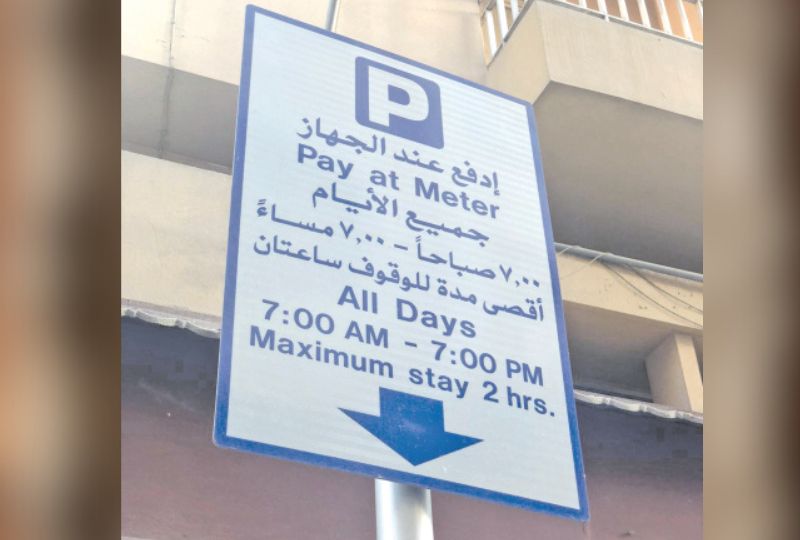 P
إدفع عند الجهاز
Pay at Meter
جميع الأيام
٧,٠٠ صباحاً - ٧,٠٠ مساءً
أقصى مدة للوقوف ساعتان
All Days
7:00 AM - 7:00 PM
Maximum stay 2 hrs.